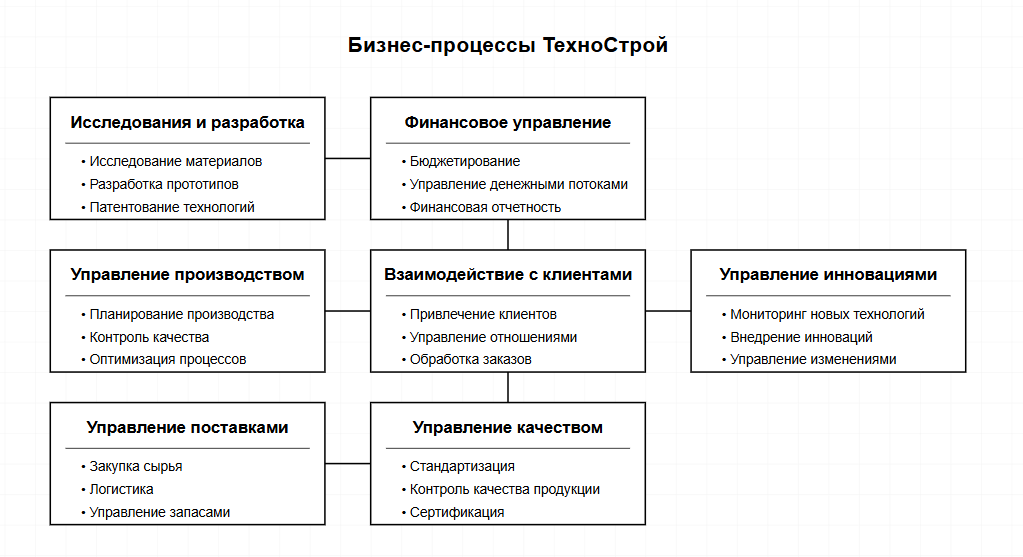 Бизнес-процессы ТехноСтрой
Исследования и разработка
• Исследование материалов
• Разработка прототипов
• Патентование технологий
Финансовое управление
• Бюджетирование
• Управление денежными потоками
• Финансовая отчетность
Управление производством
• Планирование производства
• Контроль качества
• Оптимизация процессов
Взаимодействие с клиентами
• Привлечение клиентов
• Управление отношениями
• Обработка заказов
Управление инновациями
• Мониторинг новых технологий
• Внедрение инноваций
• Управление изменениями
Управление поставками
• Закупка сырья
• Логистика
• Управление запасами
Управление качеством
• Стандартизация
• Контроль качества продукции
• Сертификация